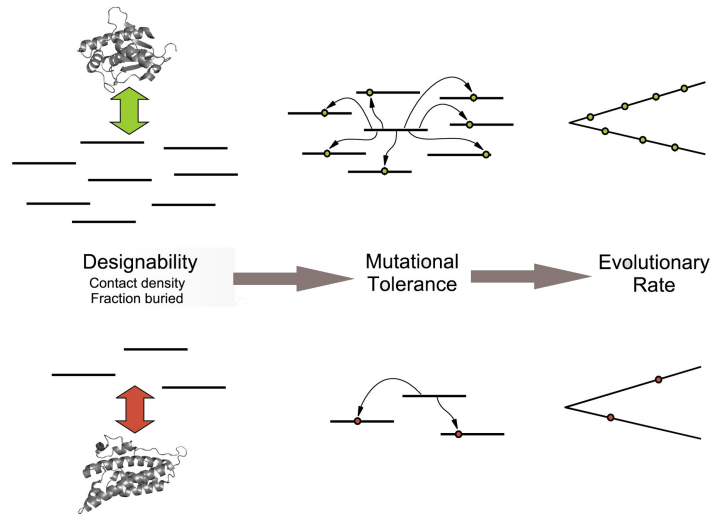 Designability
Contact density
Fraction buried
Mutational
Tolerance
Evolutionary
Rate